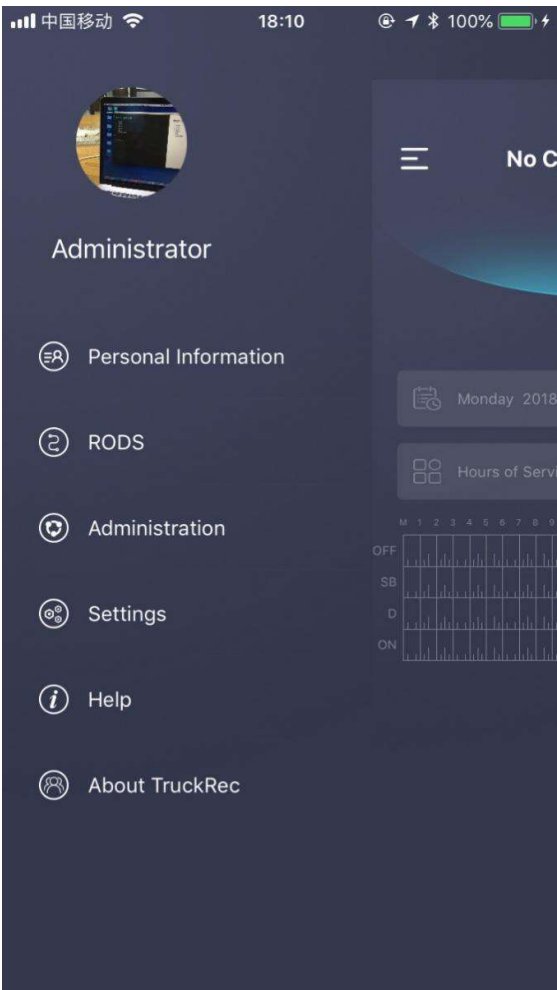 中国移动 18:10 100%
Administrator
Personal Information
RODS
Administration
Settings
Help
About TruckRec
No C
Monday 2018
Hours of Servi
M 1 2 3 4 5 6 7 8 9
OFF
SB
D
ON